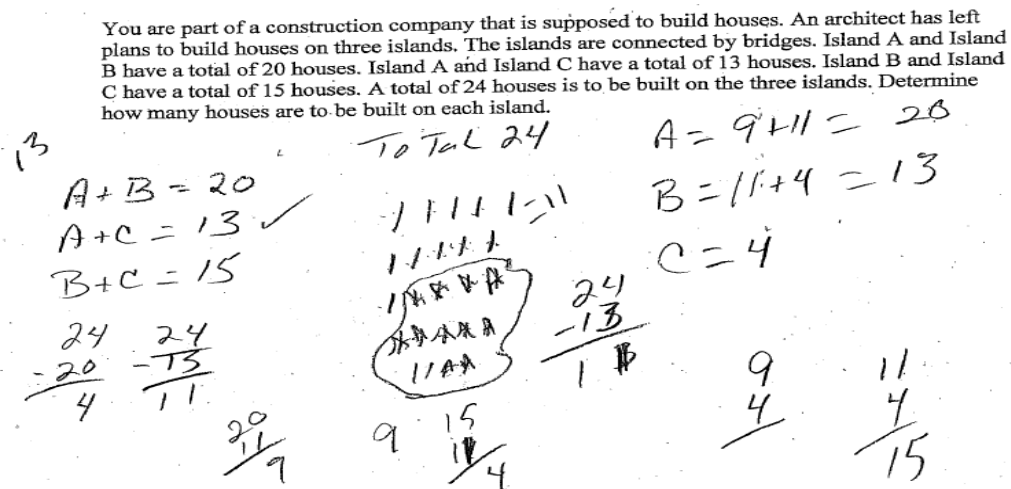 You are part of a construction company that is supposed to build houses. An architect has left
plans to build houses on three islands. The islands are connected by bridges. Island A and Island
B have a total of 20 houses. Island A and Island C have a total of 13 houses. Island B and Island
C have a total of 15 houses. A total of 24 houses is to be built on the three islands. Determine
how many houses are to be built on each island.
13
ToTaL 24
A = 9+11 = 20
A + B = 20
B = 11+4 = 13
A + C = 13 ✓
C = 4
B + C = 15
24
- 20
4
24
- 13
11
20
11
9
9
15
11
4
24
- 13
1
9
4
11
4
15